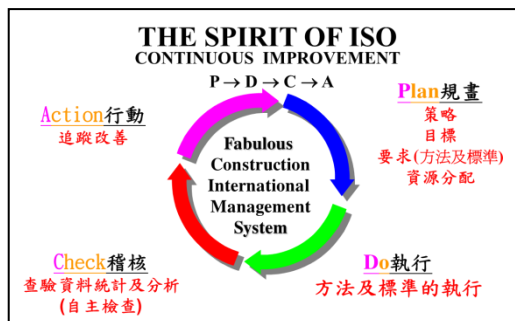 THE SPIRIT OF ISO
CONTINUOUS IMPROVEMENT
P → D → C → A
Action行動
追蹤改善
Plan規畫
策略
目標
要求(方法及標準)
資源分配
Fabulous
Construction
International
Management
System
Check稽核
查驗資料統計及分析
(自主檢查)
Do執行
方法及標準的執行